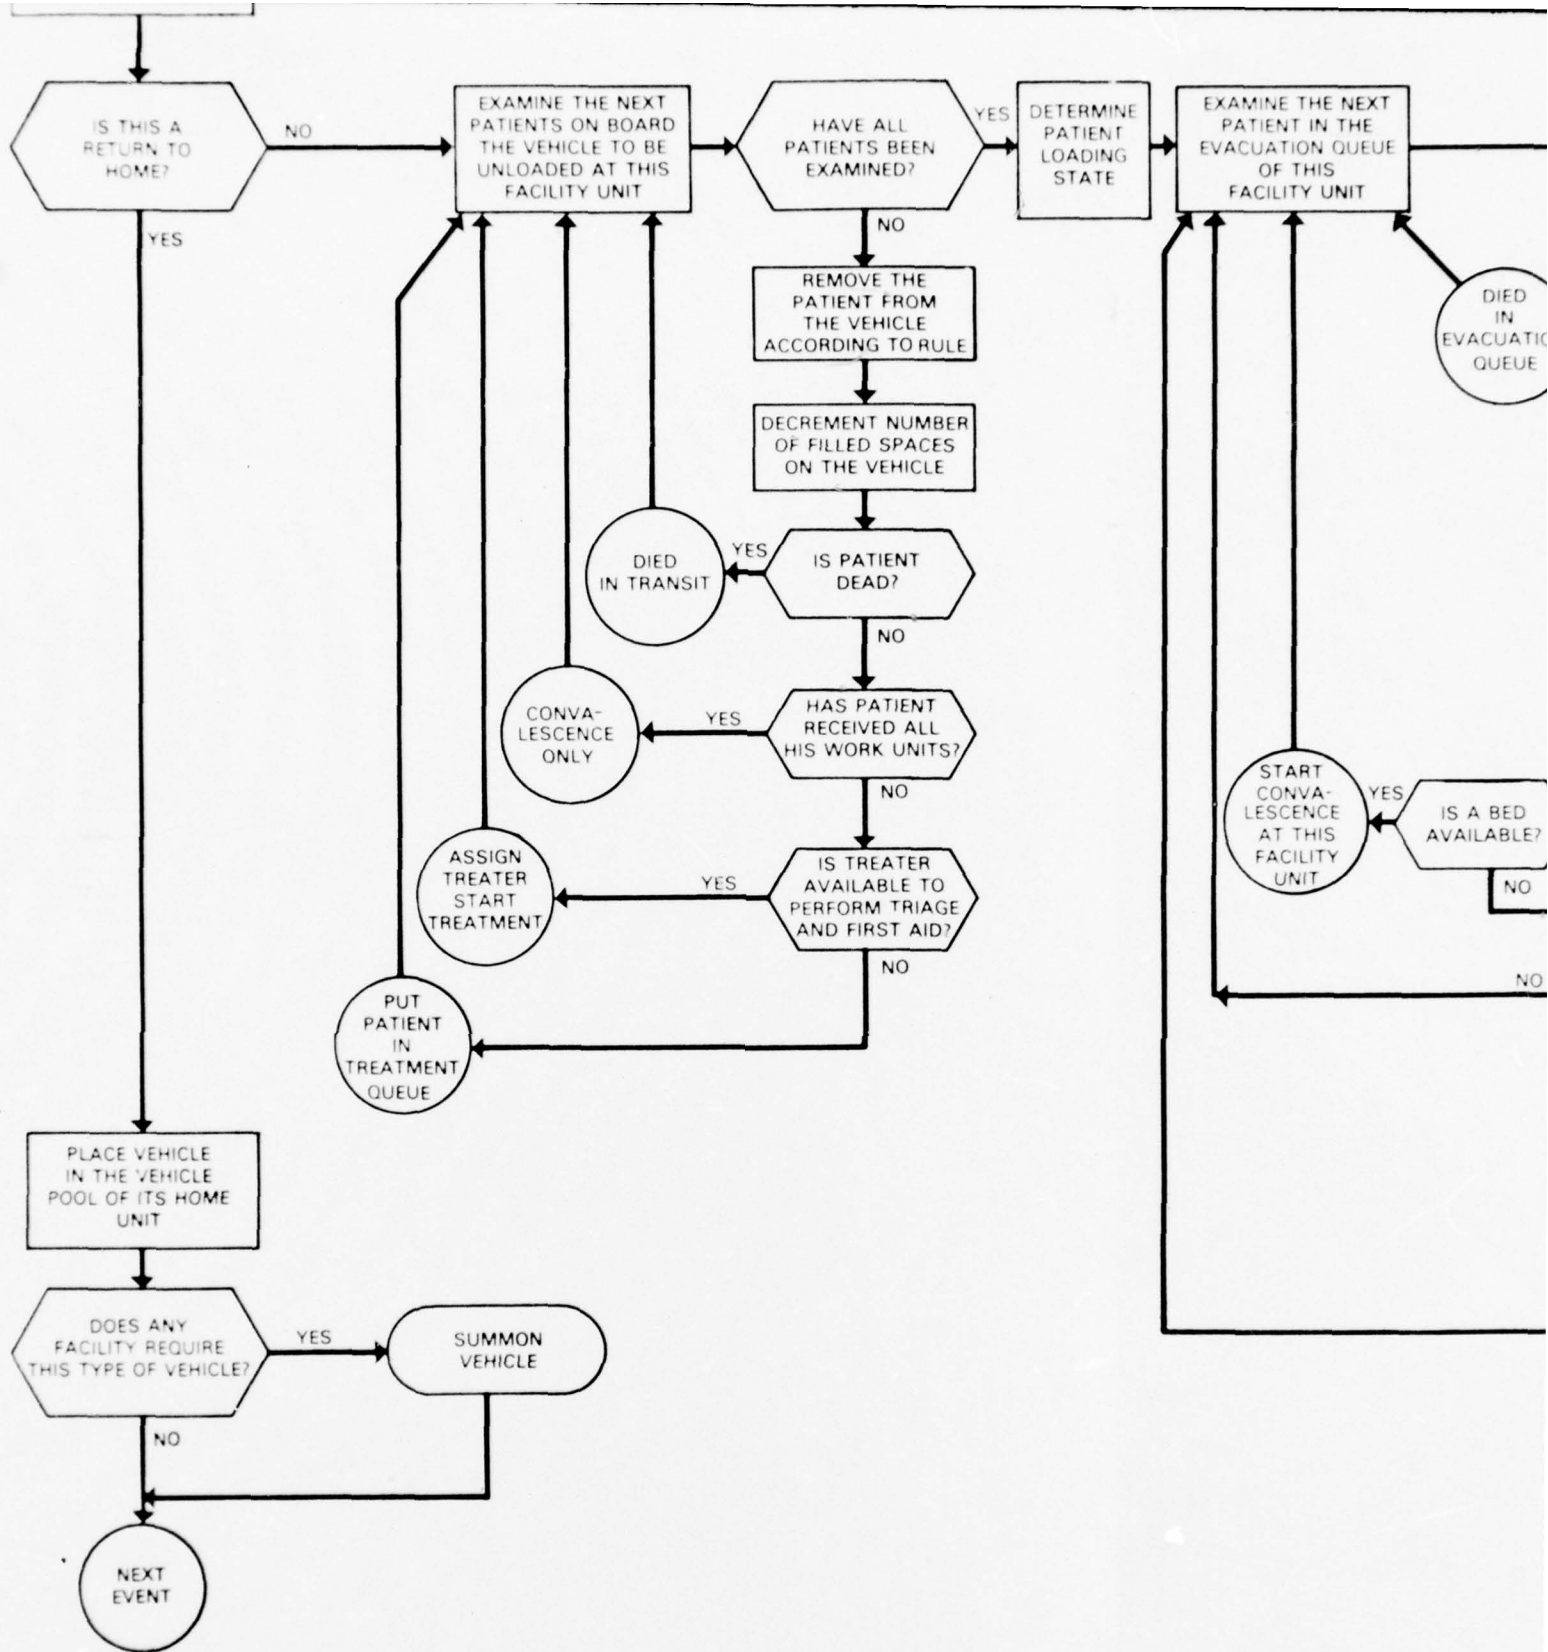 IS THIS A
RETURN TO
HOME?
NO
YES
EXAMINE THE NEXT
PATIENTS ON BOARD
THE VEHICLE TO BE
UNLOADED AT THIS
FACILITY UNIT
HAVE ALL
PATIENTS BEEN
EXAMINED?
YES
NO
DETERMINE
PATIENT
LOADING
STATE
EXAMINE THE NEXT
PATIENT IN THE
EVACUATION QUEUE
OF THIS
FACILITY UNIT
DIED
IN
EVACUATIO
QUEUE
REMOVE THE
PATIENT FROM
THE VEHICLE
ACCORDING TO RULE
DECREMENT NUMBER
OF FILLED SPACES
ON THE VEHICLE
IS PATIENT
DEAD?
YES
NO
DIED
IN TRANSIT
HAS PATIENT
RECEIVED ALL
HIS WORK UNITS?
YES
NO
CONVA-
LESCENCE
ONLY
IS TREATER
AVAILABLE TO
PERFORM TRIAGE
AND FIRST AID?
YES
NO
ASSIGN
TREATER
START
TREATMENT
PUT
PATIENT
IN
TREATMENT
QUEUE
START
CONVA-
LESCENCE
AT THIS
FACILITY
UNIT
YES
IS A BED
AVAILABLE?
NO
NO
PLACE VEHICLE
IN THE VEHICLE
POOL OF ITS HOME
UNIT
DOES ANY
FACILITY REQUIRE
THIS TYPE OF VEHICLE?
YES
NO
SUMMON
VEHICLE
NEXT
EVENT